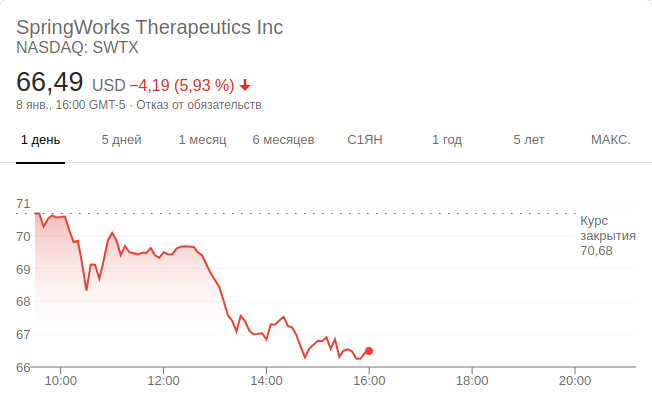 SpringWorks Therapeutics Inc
NASDAQ: SWTX
66,49 USD −4,19 (5,93 %)
8 янв., 16:00 GMT-5 · Отказ от обязательств
1 день 5 дней 1 месяц 6 месяцев С1ЯН 1 год 5 лет МАКС.
71
Курс
закрытия
70,68
70
69
68
67
66
10:00 12:00 14:00 16:00 18:00 20:00